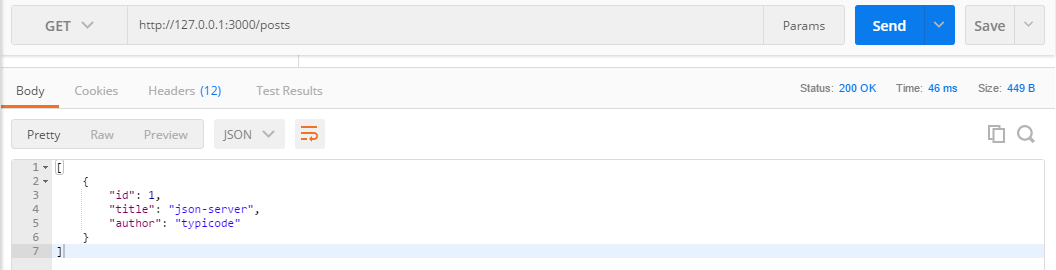 GET http://127.0.0.1:3000/posts Params Send Save
Body Cookies Headers (12) Test Results Status: 200 OK Time: 46 ms Size: 449 B
Pretty Raw Preview JSON
1 [
2 {
3 "id": 1,
4 "title": "json-server",
5 "author": "typicode"
6 }
7 ]